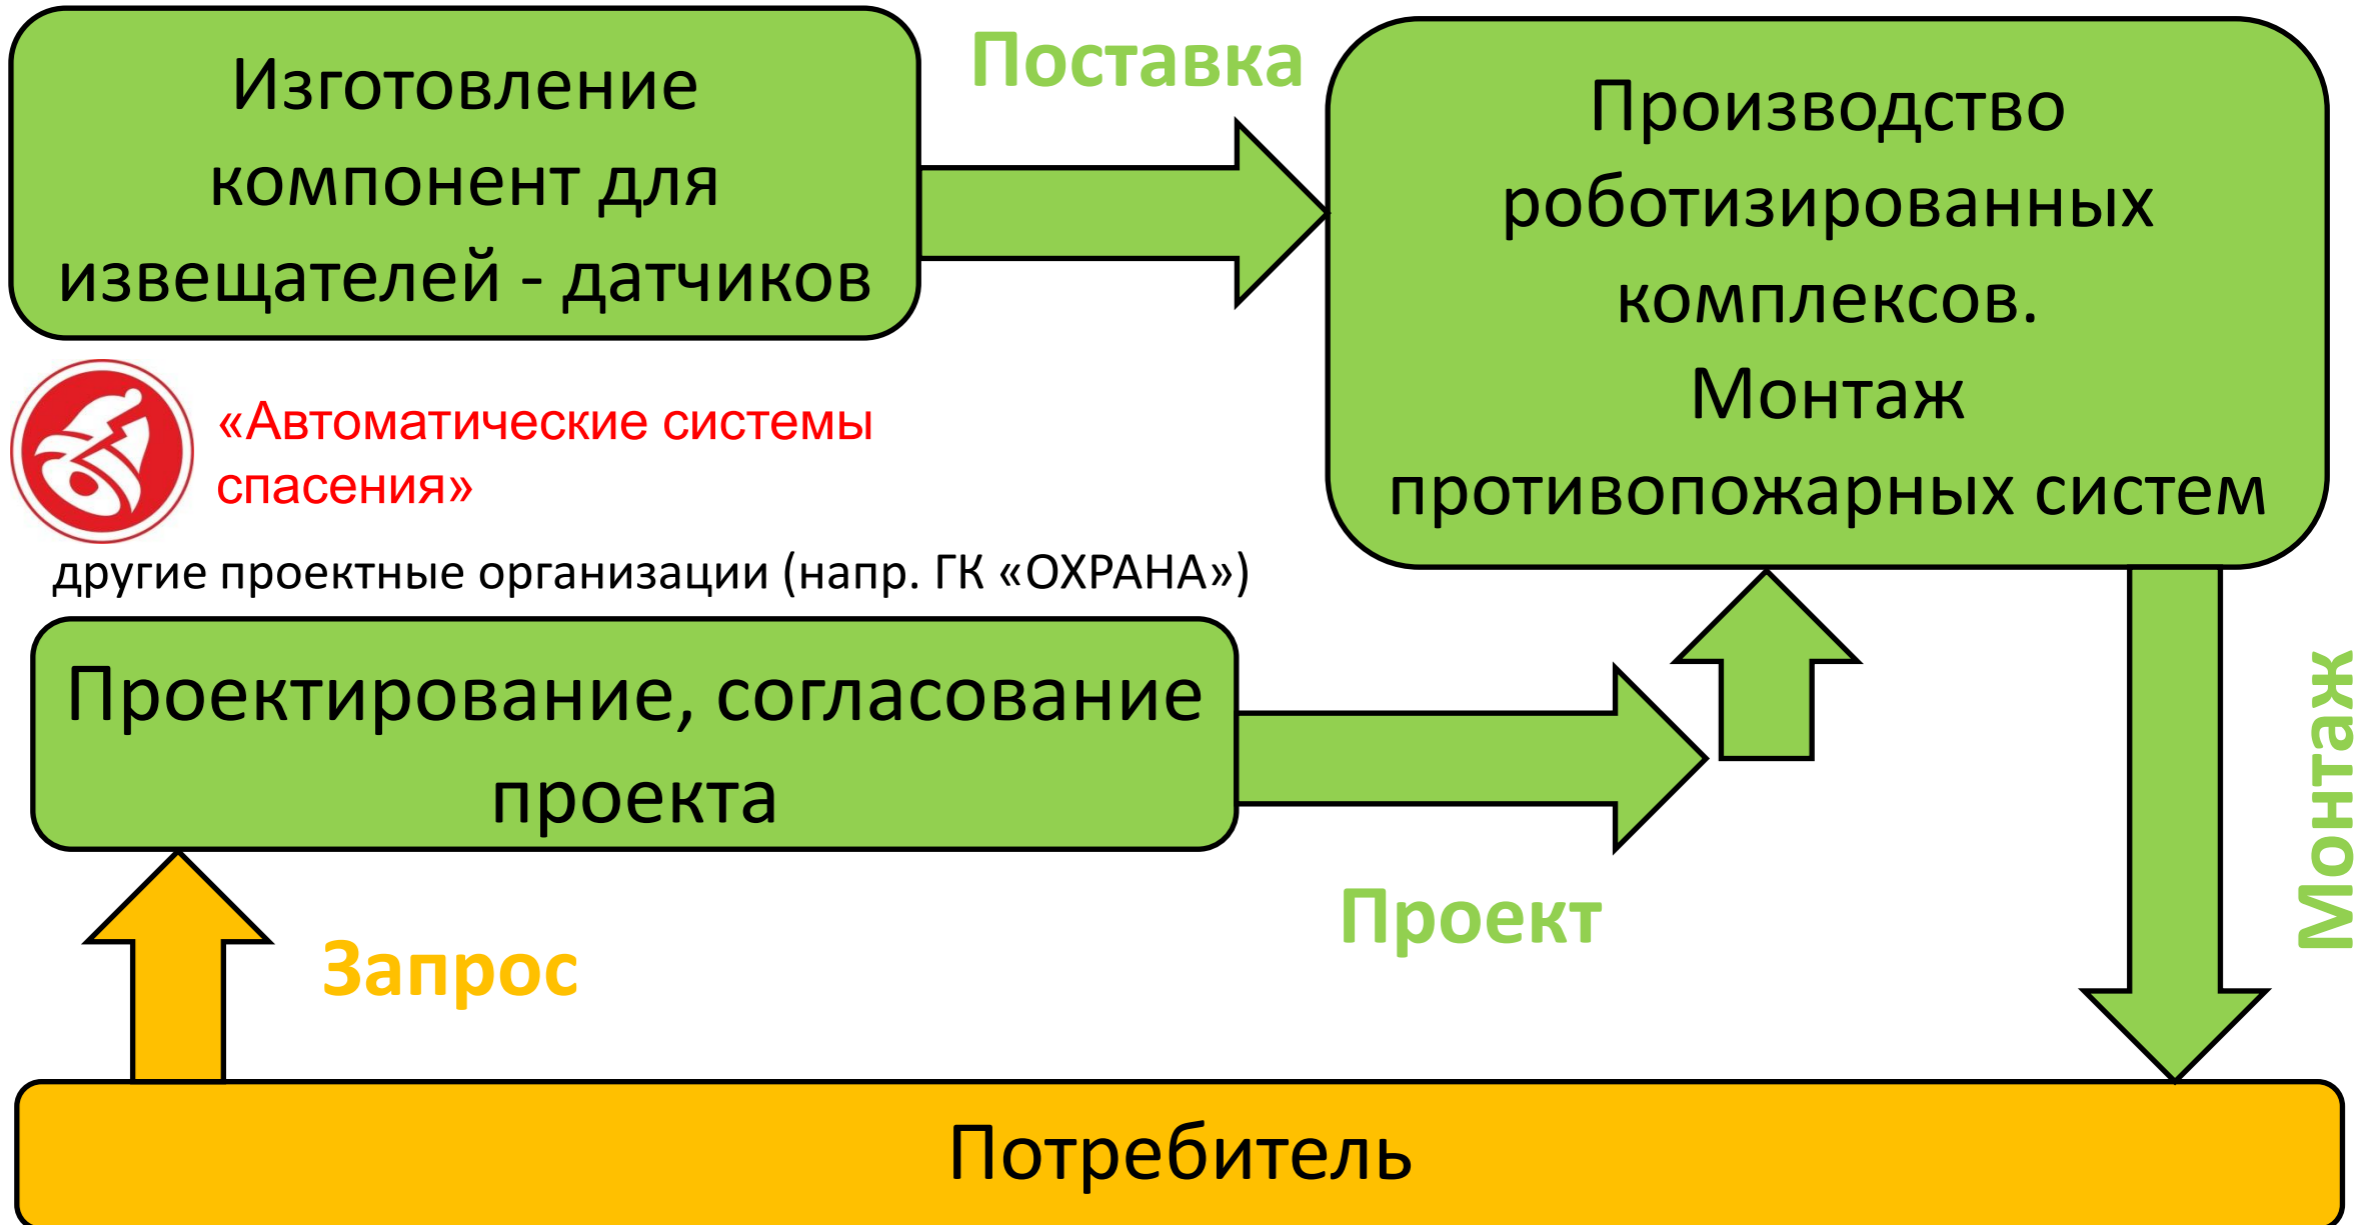 Изготовление
компонент для
извещателей - датчиков
Поставка
Производство
роботизированных
комплексов.
Монтаж
противопожарных систем
«Автоматические системы
спасения»
другие проектные организации (напр. ГК «ОХРАНА»)
Проектирование, согласование
проекта
Проект
Монтаж
Запрос
Потребитель